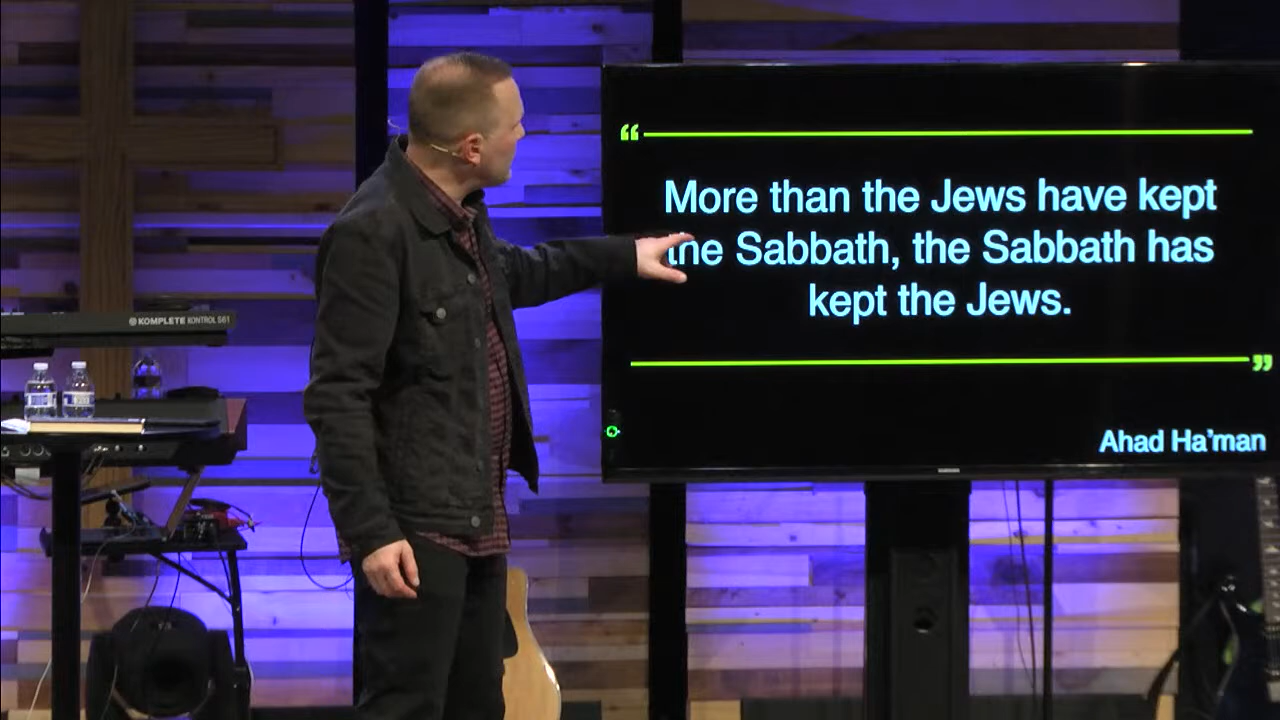 “
More than the Jews have kept
the Sabbath, the Sabbath has
kept the Jews.
”
Ahad Ha’man
KOMPLETE KONTROL S61